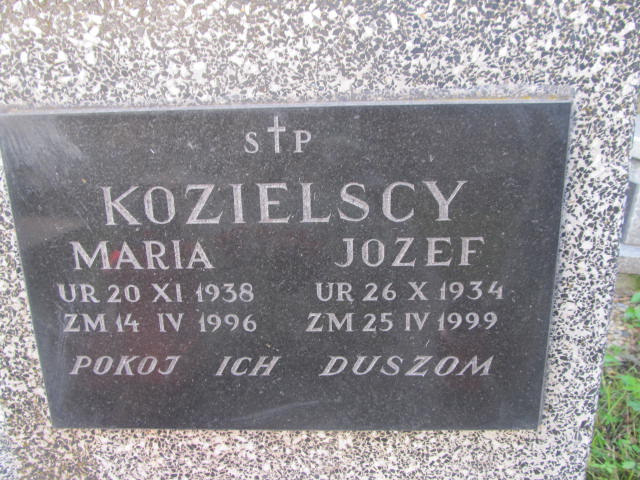 S✝P
KOZIELSCY
MARIA JOZEF
UR 20 XI 1938 UR 26 X 1934
ZM 14 IV 1996 ZM 25 IV 1999
POKOJ ICH DUSZOM